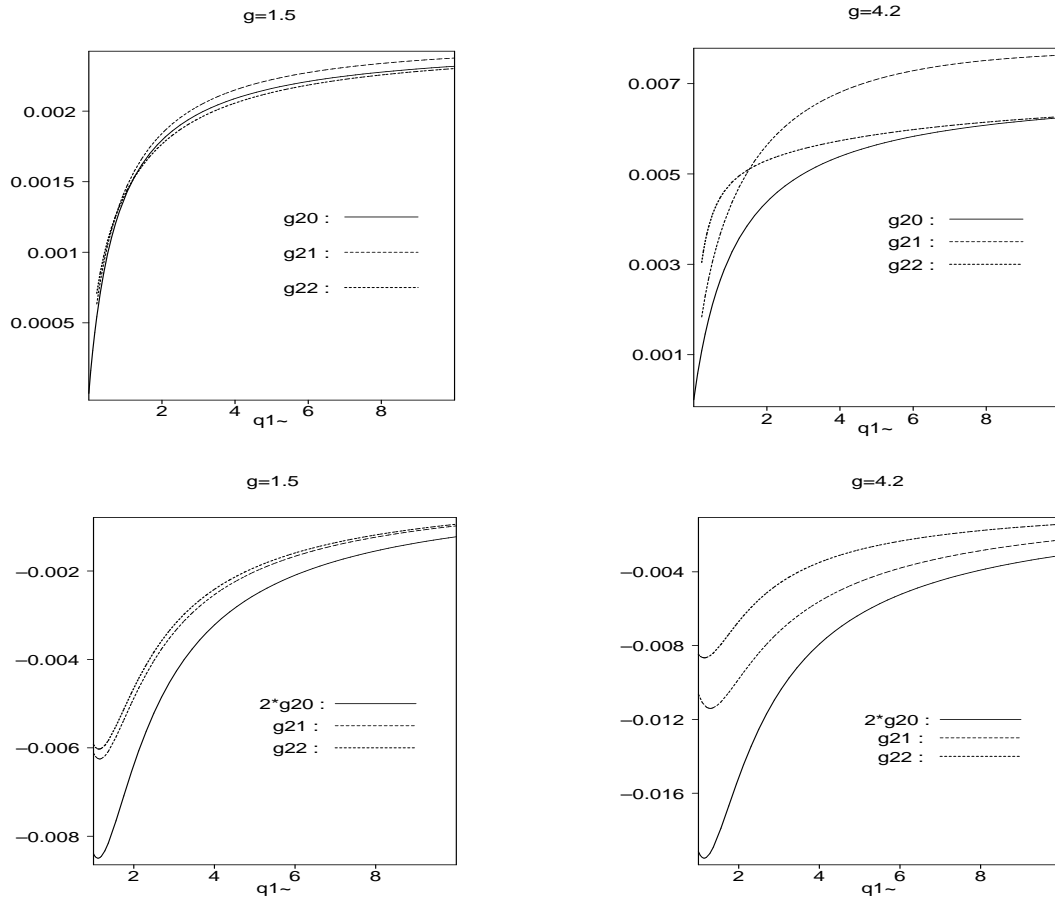 g=1.5
0.002
0.0015
0.001
0.0005
g20 :
g21 :
g22 :
2
4
6
8
q1~
g=4.2
0.007
0.005
0.003
0.001
g20 :
g21 :
g22 :
2
4
6
8
q1~
g=1.5
–0.002
–0.004
–0.006
–0.008
2*g20 :
g21 :
g22 :
2
4
6
8
q1~
g=4.2
–0.004
–0.008
–0.012
–0.016
2*g20 :
g21 :
g22 :
2
4
6
8
q1~